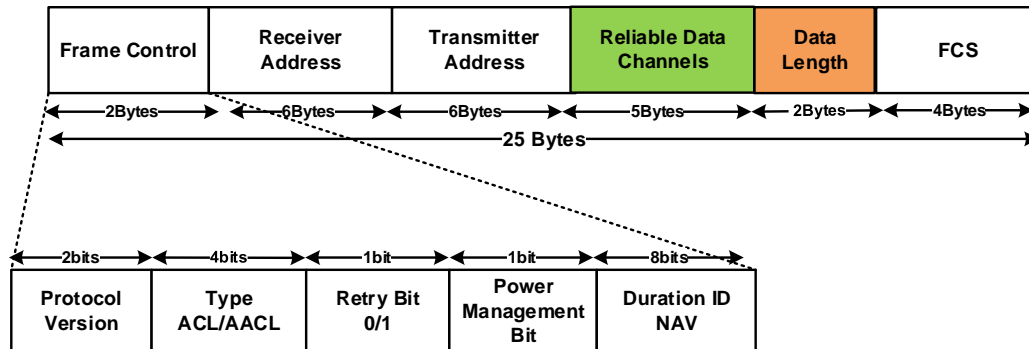 Frame Control
Receiver
Address
Transmitter
Address
Reliable Data
Channels
Data
Length
FCS
2Bytes
6Bytes
6Bytes
5Bytes
2Bytes
4Bytes
25 Bytes
2bits
4bits
1bit
1bit
8bits
Protocol
Version
Type
ACL/AACL
Retry Bit
0/1
Power
Management
Bit
Duration ID
NAV